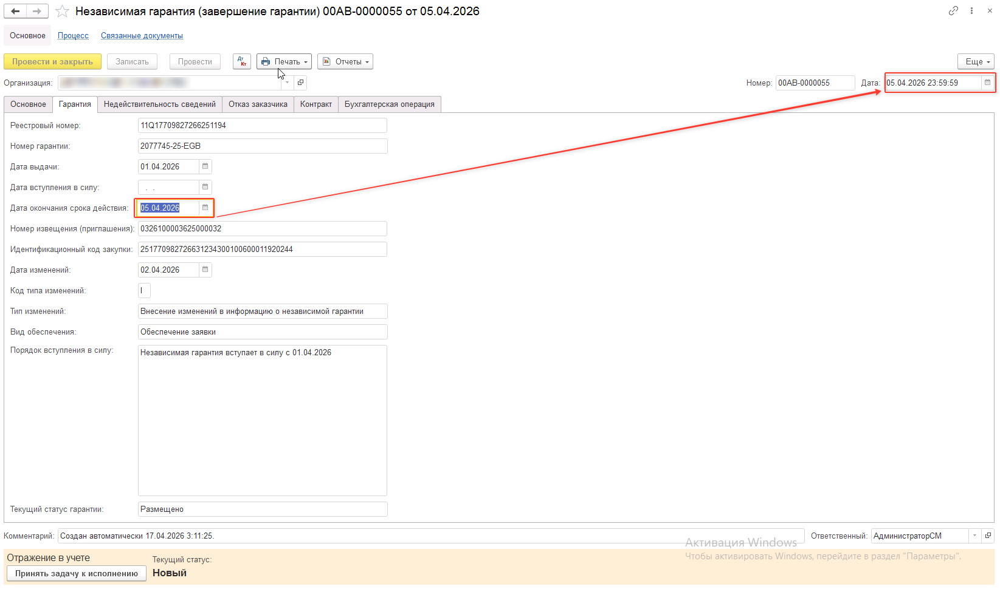 Независимая гарантия (завершение гарантии) 00АВ-0000055 от 05.04.2026
Основное Процесс Связанные документы
Провести и закрыть Записать Провести Дт Кт Печать Отчеты Еще
Организация: Номер: 00АВ-0000055 Дата: 05.04.2026 23:59:59
Основное Гарантия Недействительность сведений Отказ заказчика Контракт Бухгалтерская операция
Реестровый номер: 11Q17709827266251194
Номер гарантии: 2077745-25-EGB
Дата выдачи: 01.04.2026
Дата вступления в силу: . .
Дата окончания срока действия: 05.04.2026
Номер извещения (приглашения): 0326100003625000032
Идентификационный код закупки: 251770982726631234300100600011920244
Дата изменений: 02.04.2026
Код типа изменений: I
Тип изменений: Внесение изменений в информацию о независимой гарантии
Вид обеспечения: Обеспечение заявки
Порядок вступления в силу: Независимая гарантия вступает в силу с 01.04.2026
Текущий статус гарантии: Размещено
Комментарий: Создан автоматически 17.04.2026 3:11:25. Ответственный: АдминистраторСМ
Активация Windows
Чтобы активировать Windows, перейдите в раздел "Параметры".
Отражение в учете Текущий статус:
Принять задачу к исполнению Новый